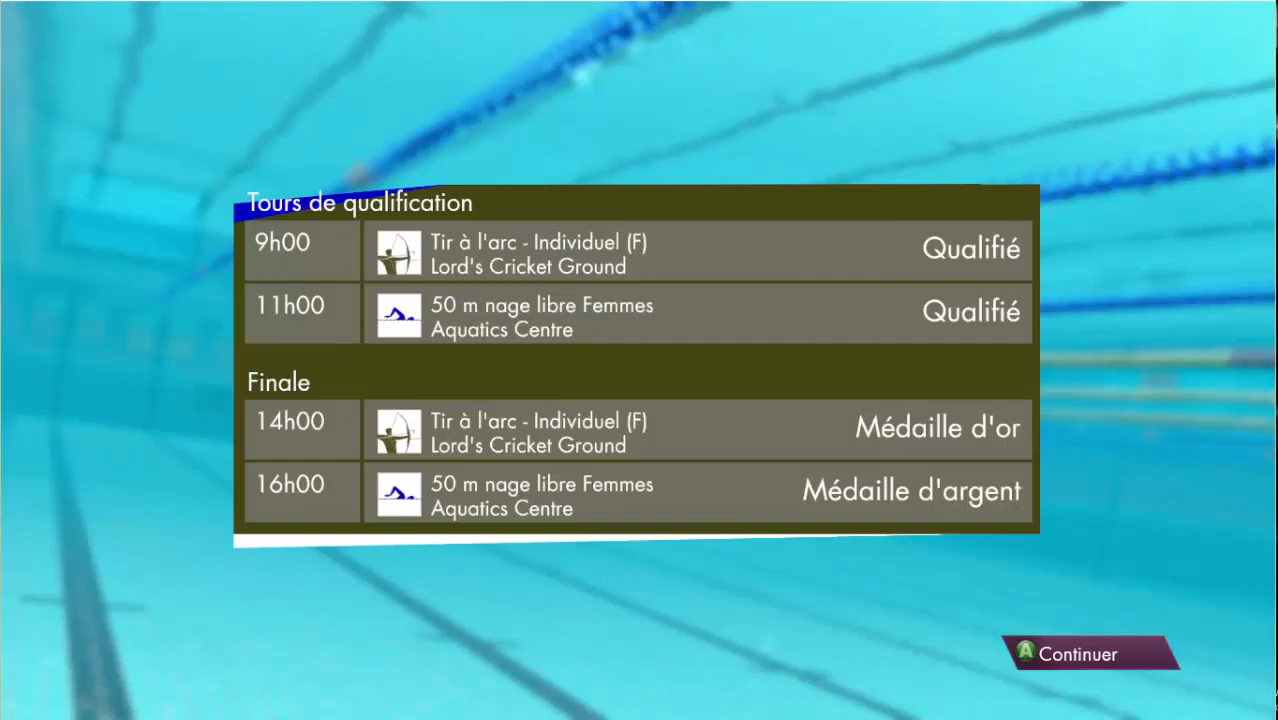 Tours de qualification
9h00
Tir à l'arc - Individuel (F)
Lord's Cricket Ground
Qualifié
11h00
50 m nage libre Femmes
Aquatics Centre
Qualifié
Finale
14h00
Tir à l'arc - Individuel (F)
Lord's Cricket Ground
Médaille d'or
16h00
50 m nage libre Femmes
Aquatics Centre
Médaille d'argent
A Continuer